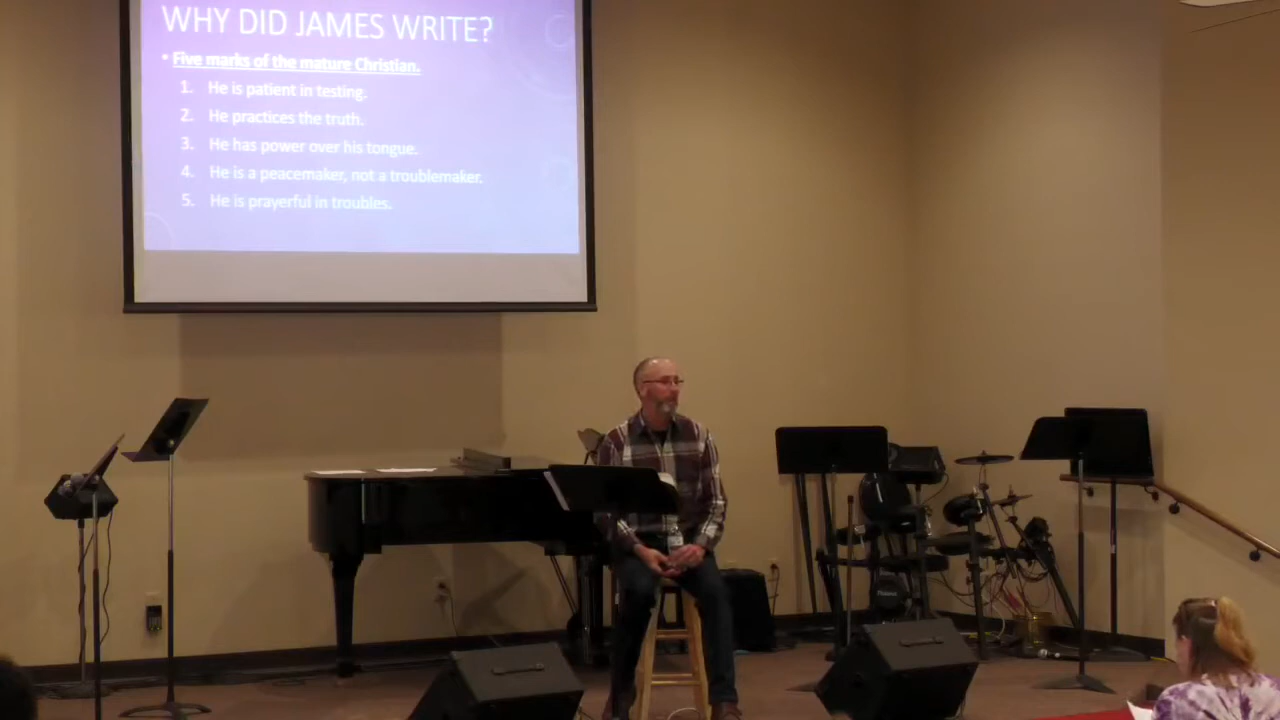 WHY DID JAMES WRITE?
• Five marks of the mature Christian.
1. He is patient in testing.
2. He practices the truth.
3. He has power over his tongue.
4. He is a peacemaker, not a troublemaker.
5. He is prayerful in troubles.